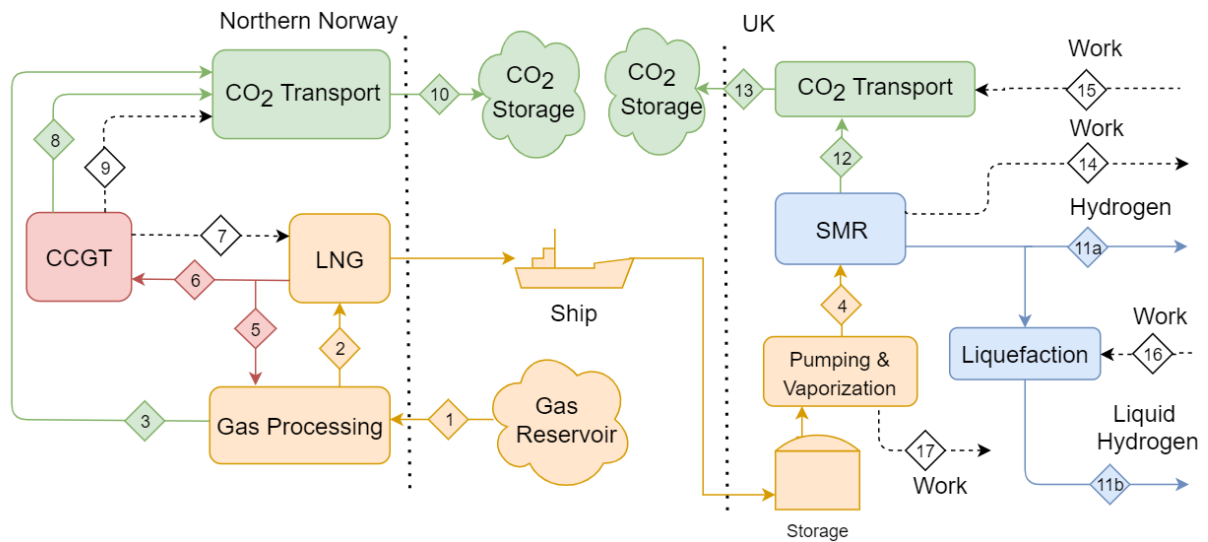 Northern Norway
UK
CO2 Transport
10
CO2
Storage
CO2
Storage
13
CO2 Transport
Work
15
8
9
12
Work
14
CCGT
7
LNG
SMR
Hydrogen
11a
6
5
2
Ship
4
Pumping &
Vaporization
Liquefaction
Work
16
3
Gas Processing
1
Gas
Reservoir
17
Work
Liquid
Hydrogen
11b
Storage